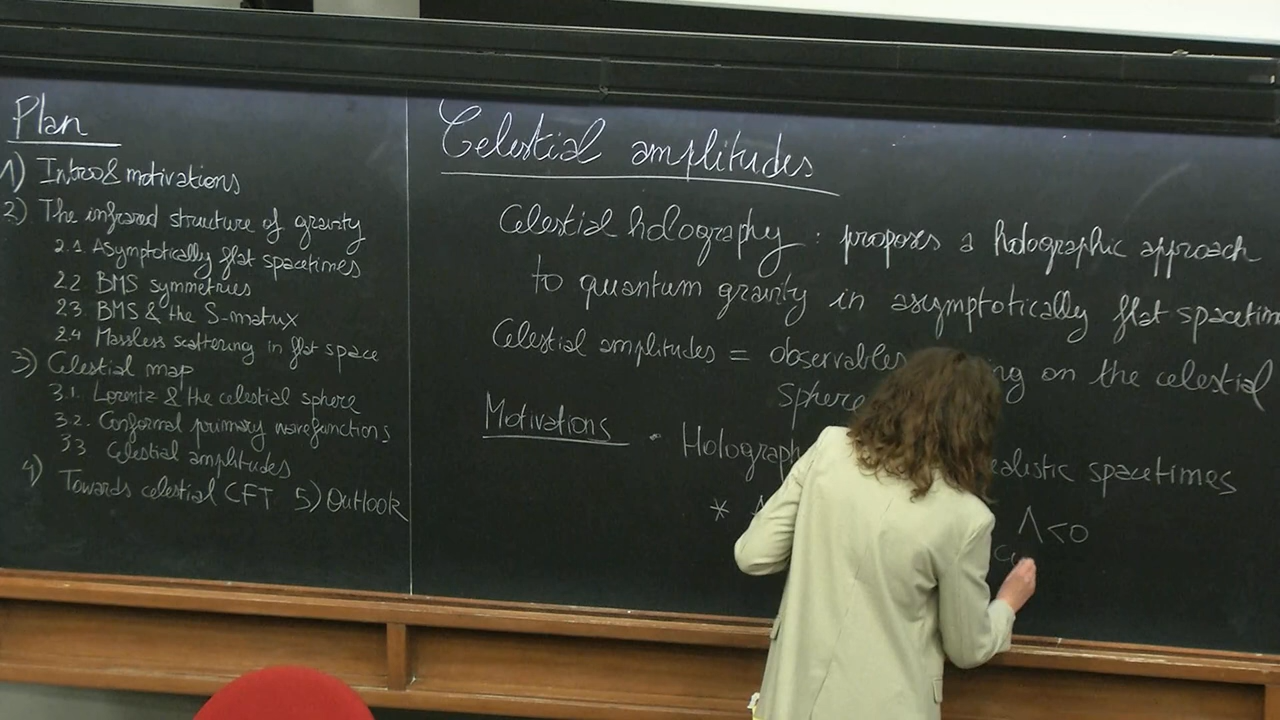 Plan
1) Intro & motivations
2) The infrared structure of gravity
2.1. Asymptotically flat spacetimes
2.2 BMS symmetries
2.3. BMS & the S-matrix
2.4 Massless scattering in flat space
3) Celestial map
3.1. Lorentz & the celestial sphere
3.2. Conformal primary wavefunctions
3.3 Celestial amplitudes
4) Towards celestial CFT 5) Outlook
Celestial amplitudes
Celestial holography : proposes a holographic approach
to quantum gravity in asymptotically flat spacetim
Celestial amplitudes = observables ng on the celestial
sphere
Motivations • Holograph ealistic spacetimes
* Λ<0